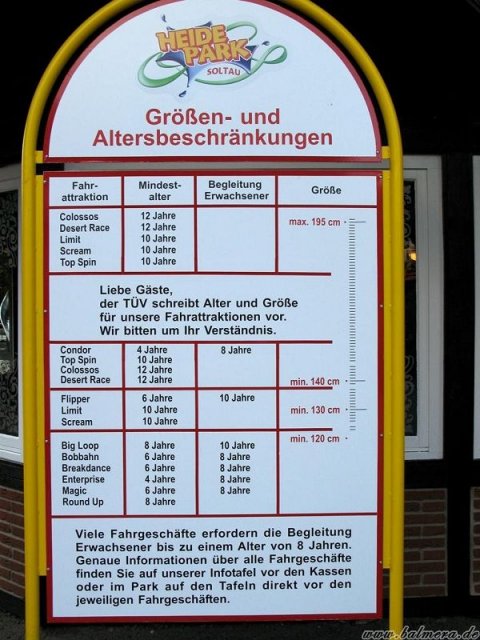 HEIDE
PARK
SOLTAU
Größen- und
Altersbeschränkungen
Fahr-
attraktion
Mindest-
alter
Begleitung
Erwachsener
Größe
Colossos 12 Jahre
Desert Race 12 Jahre
Limit 10 Jahre
Scream 10 Jahre
Top Spin 10 Jahre
max. 195 cm
Liebe Gäste,
der TÜV schreibt Alter und Größe
für unsere Fahrattraktionen vor.
Wir bitten um Ihr Verständnis.
Condor 4 Jahre 8 Jahre
Top Spin 10 Jahre
Colossos 12 Jahre
Desert Race 12 Jahre
min. 140 cm
Flipper 6 Jahre 10 Jahre
Limit 10 Jahre
Scream 10 Jahre
min. 130 cm
min. 120 cm
Big Loop 8 Jahre 10 Jahre
Bobbahn 6 Jahre 8 Jahre
Breakdance 6 Jahre 8 Jahre
Enterprise 4 Jahre 8 Jahre
Magic 6 Jahre 8 Jahre
Round Up 8 Jahre
Viele Fahrgeschäfte erfordern die Begleitung
Erwachsener bis zu einem Alter von 8 Jahren.
Genaue Informationen über alle Fahrgeschäfte
finden Sie auf unserer Infotafel vor den Kassen
oder im Park auf den Tafeln direkt vor den
jeweiligen Fahrgeschäften.
www.balmera.de